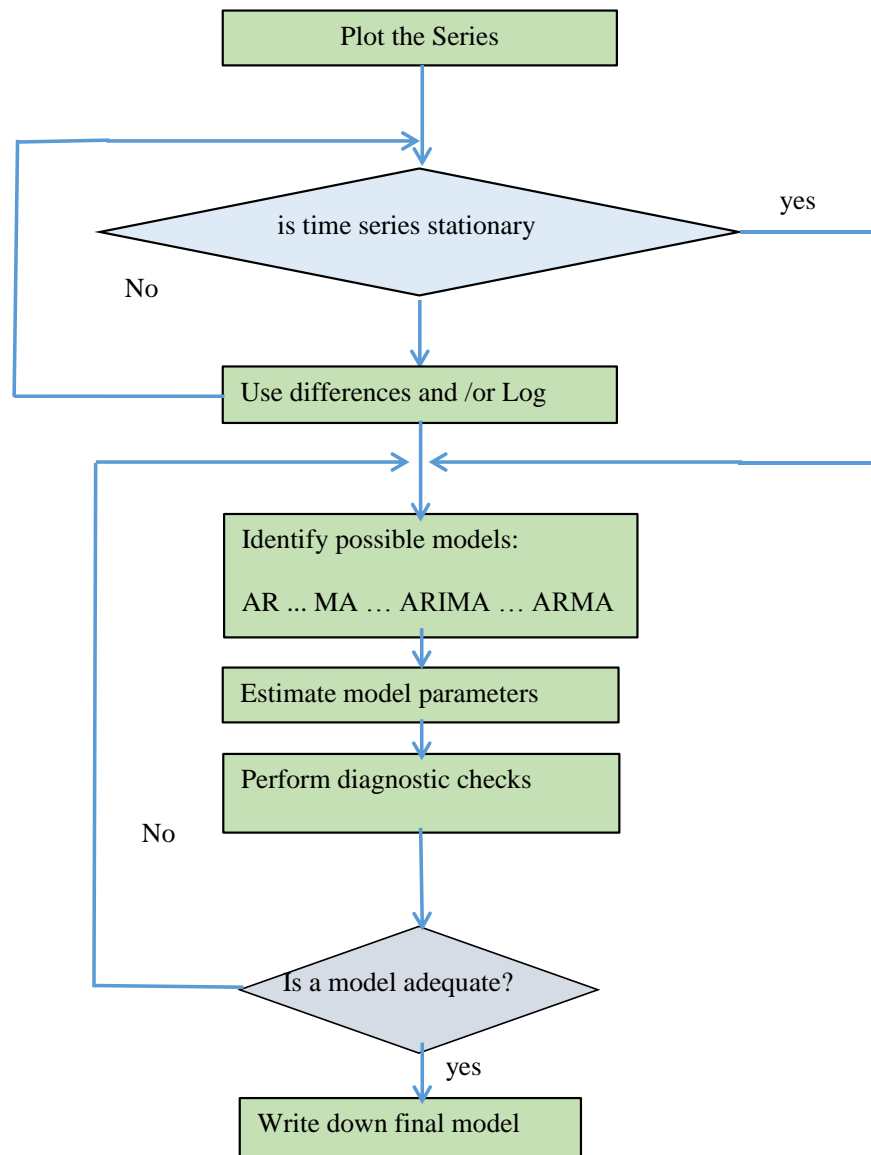 Plot the Series
is time series stationary
yes
No
Use differences and /or Log
Identify possible models:
AR ... MA … ARIMA … ARMA
Estimate model parameters
Perform diagnostic checks
No
Is a model adequate?
yes
Write down final model